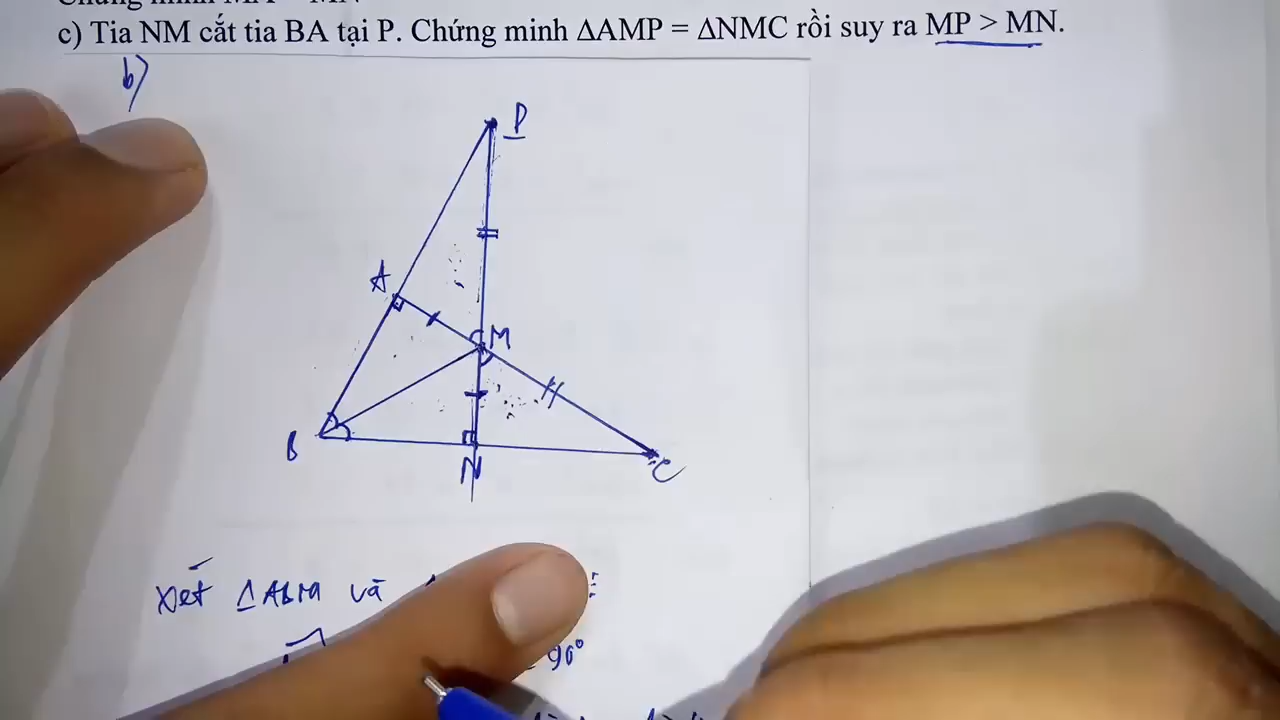 c) Tia NM cắt tia BA tại P. Chứng minh ΔAMP = ΔNMC rồi suy ra MP > MN.
b)
P
A
M
B
N
C
Xét ΔABM và
90°